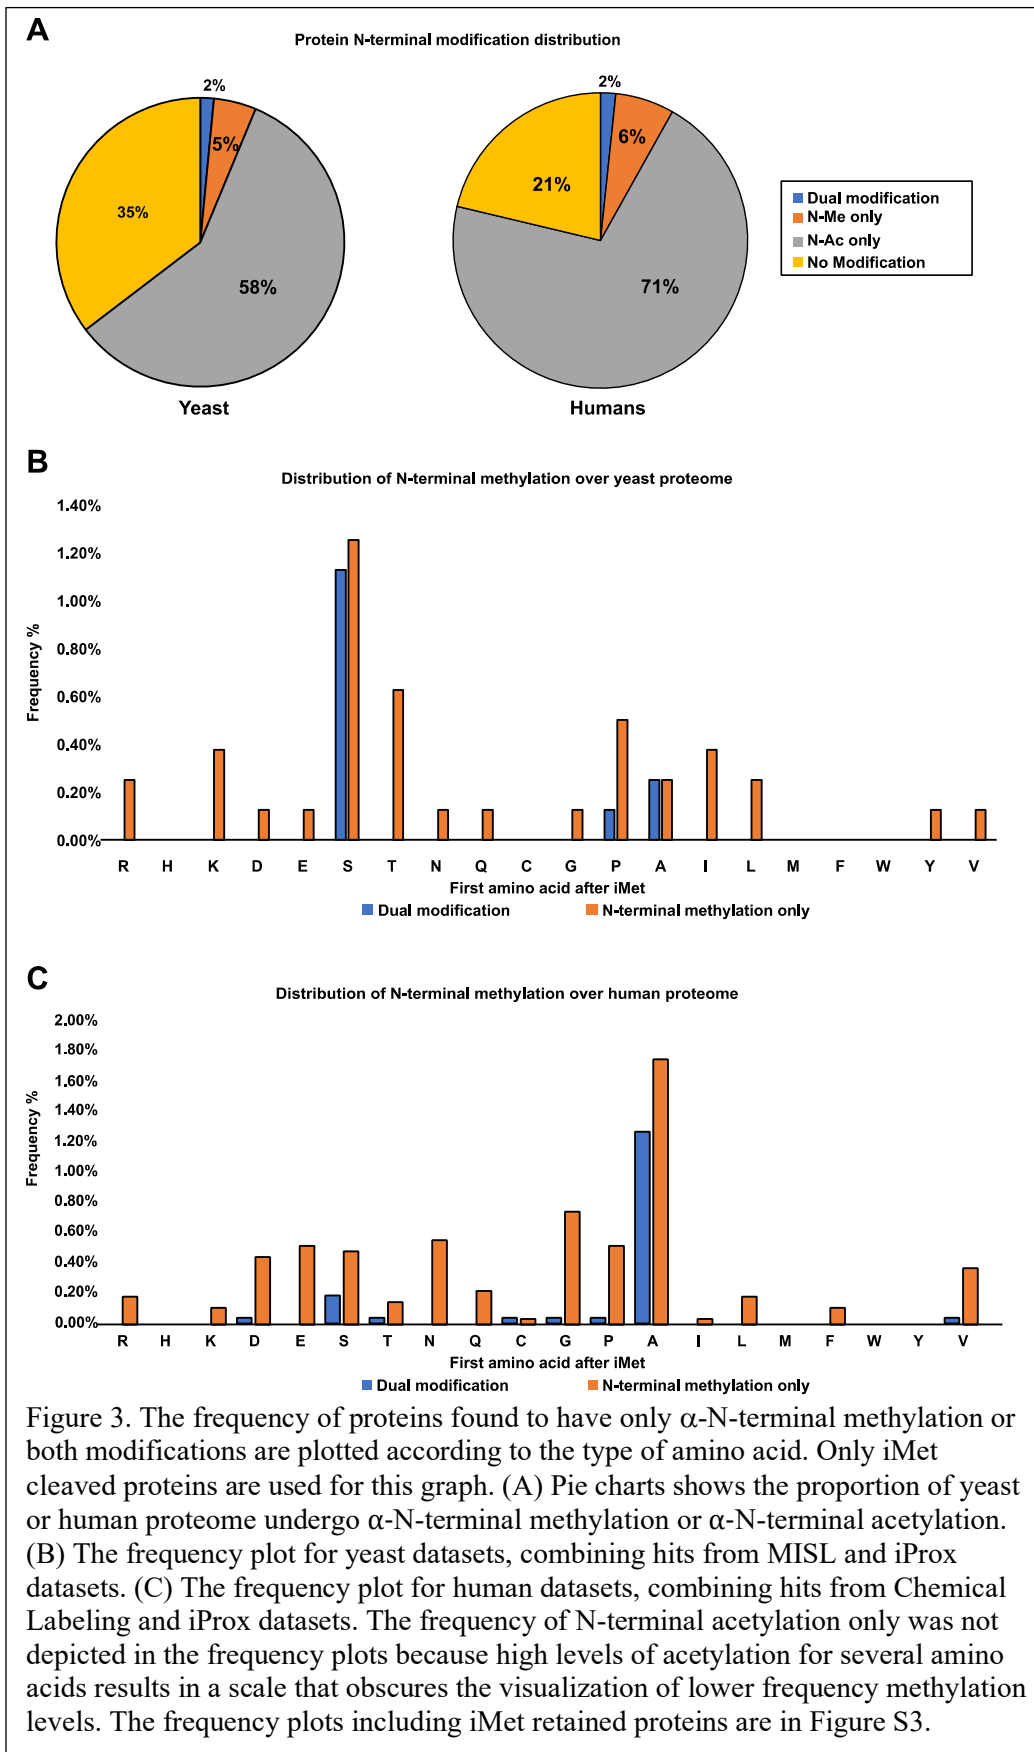 A
Protein N-terminal modification distribution
2%
5%
35%
58%
Yeast
2%
6%
21%
71%
Humans
Dual modification
N-Me only
N-Ac only
No Modification
B
Distribution of N-terminal methylation over yeast proteome
1.40%
1.20%
1.00%
0.80%
0.60%
0.40%
0.20%
0.00%
Frequency %
R H K D E S T N Q C G P A I L M F W Y V
First amino acid after iMet
Dual modification N-terminal methylation only
C
Distribution of N-terminal methylation over human proteome
2.00%
1.80%
1.60%
1.40%
1.20%
1.00%
0.80%
0.60%
0.40%
0.20%
0.00%
Frequency %
R H K D E S T N Q C G P A I L M F W Y V
First amino acid after iMet
Dual modification N-terminal methylation only
Figure 3. The frequency of proteins found to have only α-N-terminal methylation or
both modifications are plotted according to the type of amino acid. Only iMet
cleaved proteins are used for this graph. (A) Pie charts shows the proportion of yeast
or human proteome undergo α-N-terminal methylation or α-N-terminal acetylation.
(B) The frequency plot for yeast datasets, combining hits from MISL and iProx
datasets. (C) The frequency plot for human datasets, combining hits from Chemical
Labeling and iProx datasets. The frequency of N-terminal acetylation only was not
depicted in the frequency plots because high levels of acetylation for several amino
acids results in a scale that obscures the visualization of lower frequency methylation
levels. The frequency plots including iMet retained proteins are in Figure S3.